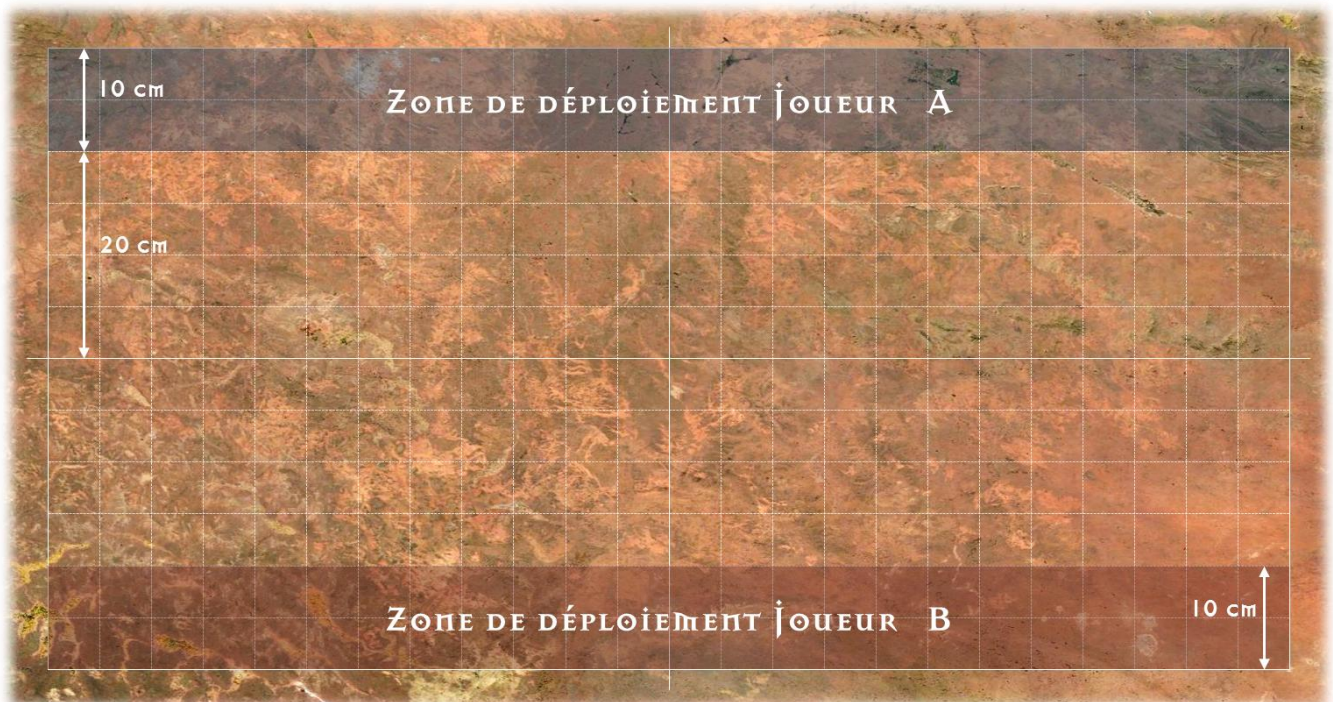 10 cm
Zone de déploiement joueur A
20 cm
Zone de déploiement joueur B
10 cm